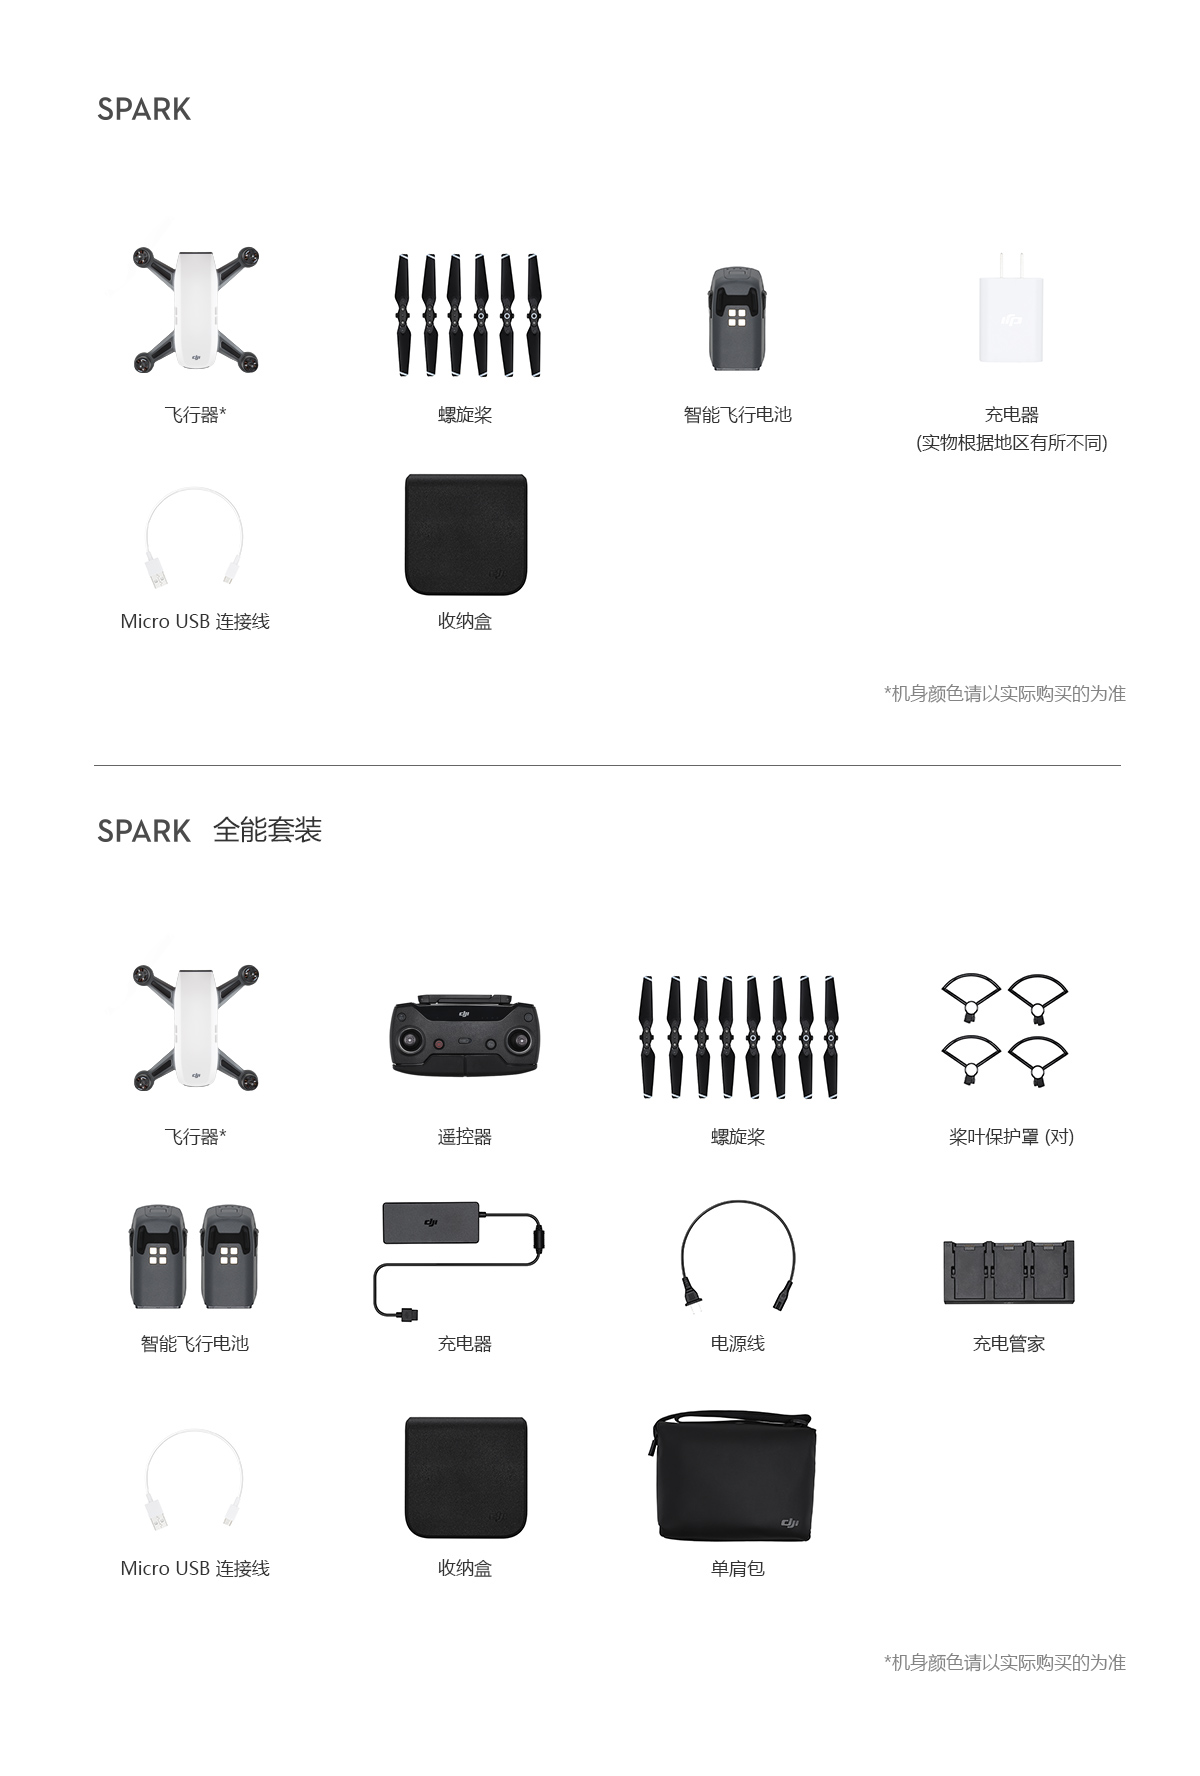 SPARK
飞行器*
螺旋桨
智能飞行电池
充电器
(实物根据地区有所不同)
Micro USB 连接线
收纳盒
*机身颜色请以实际购买的为准
SPARK 全能套装
飞行器*
遥控器
螺旋桨
桨叶保护罩 (对)
智能飞行电池
充电器
电源线
充电管家
Micro USB 连接线
收纳盒
单肩包
dji
*机身颜色请以实际购买的为准